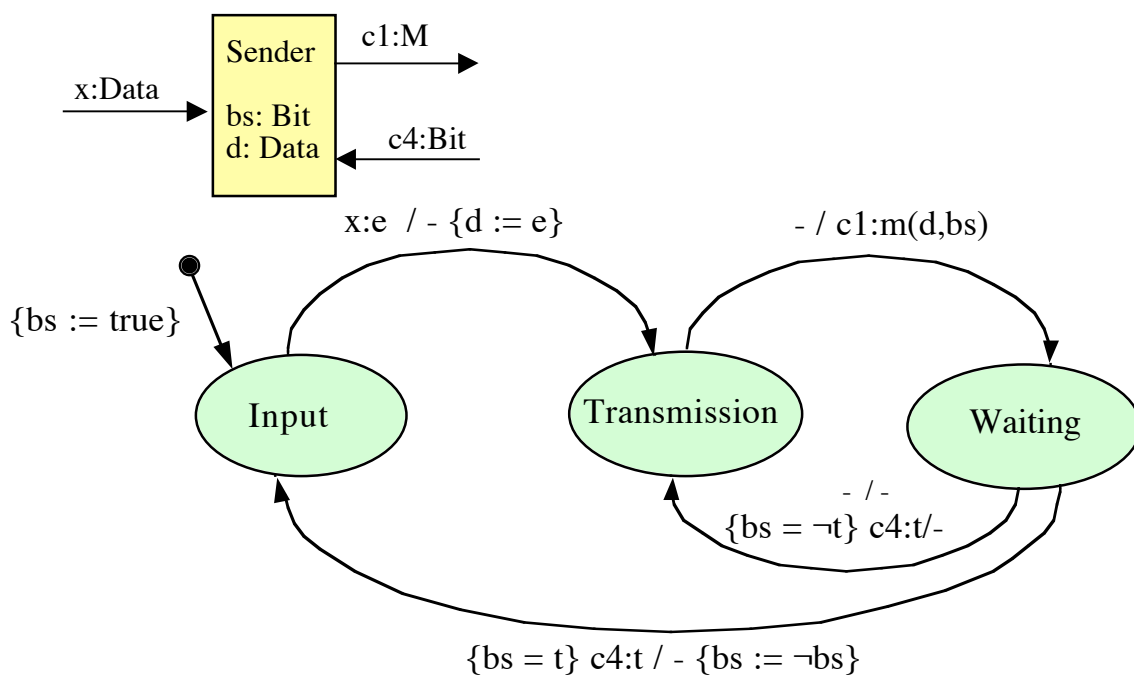 Sender
c1:M
x:Data
bs: Bit
d: Data
c4:Bit
x:e / - {d := e}
- / c1:m(d,bs)
{bs := true}
Input
Transmission
Waiting
- / -
{bs = ¬t} c4:t/-
{bs = t} c4:t / - {bs := ¬bs}